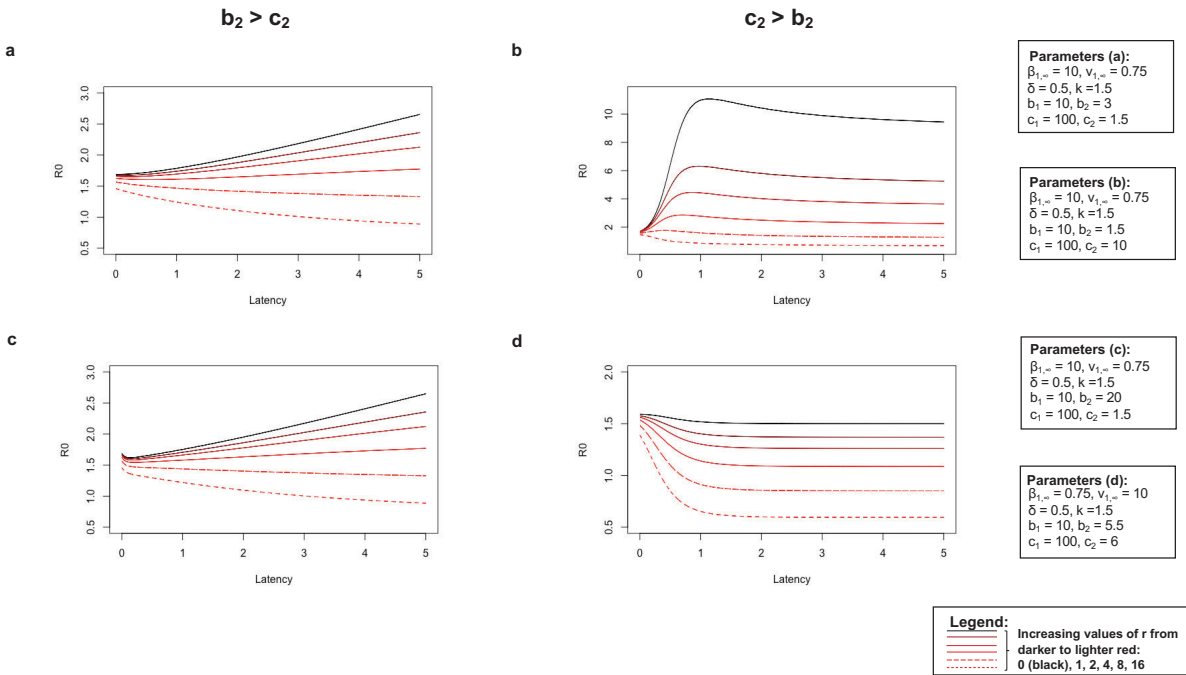 b₂ > c₂
c₂ > b₂
a
3.0
2.5
2.0
1.5
1.0
0.5
R0
0 1 2 3 4 5
Latency
b
10
8
6
4
2
R0
0 1 2 3 4 5
Latency
Parameters (a):
β₁,∞ = 10, v₁,∞ = 0.75
δ = 0.5, k =1.5
b₁ = 10, b₂ = 3
c₁ = 100, c₂ = 1.5
Parameters (b):
β₁,∞ = 10, v₁,∞ = 0.75
δ = 0.5, k =1.5
b₁ = 10, b₂ = 1.5
c₁ = 100, c₂ = 10
c
3.0
2.5
2.0
1.5
1.0
0.5
R0
0 1 2 3 4 5
Latency
d
2.0
1.5
1.0
0.5
R0
0 1 2 3 4 5
Latency
Parameters (c):
β₁,∞ = 10, v₁,∞ = 0.75
δ = 0.5, k =1.5
b₁ = 10, b₂ = 20
c₁ = 100, c₂ = 1.5
Parameters (d):
β₁,∞ = 0.75, v₁,∞ = 10
δ = 0.5, k =1.5
b₁ = 10, b₂ = 5.5
c₁ = 100, c₂ = 6
Legend:
Increasing values of r from
darker to lighter red:
0 (black), 1, 2, 4, 8, 16